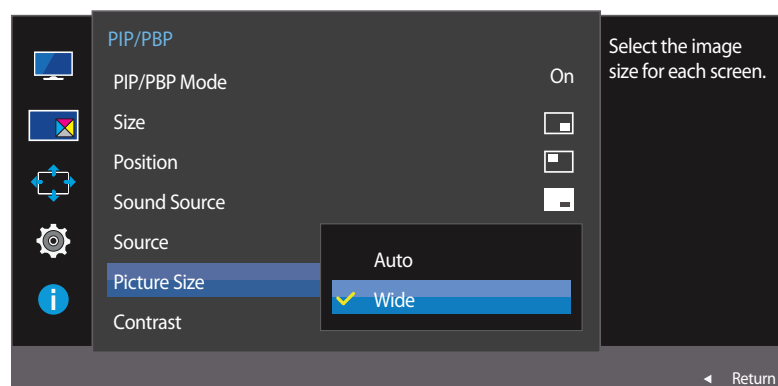 PIP/PBP
PIP/PBP Mode On
Size
Position
Sound Source
Source
Picture Size
Contrast
Auto
Wide
Select the image
size for each screen.
Return